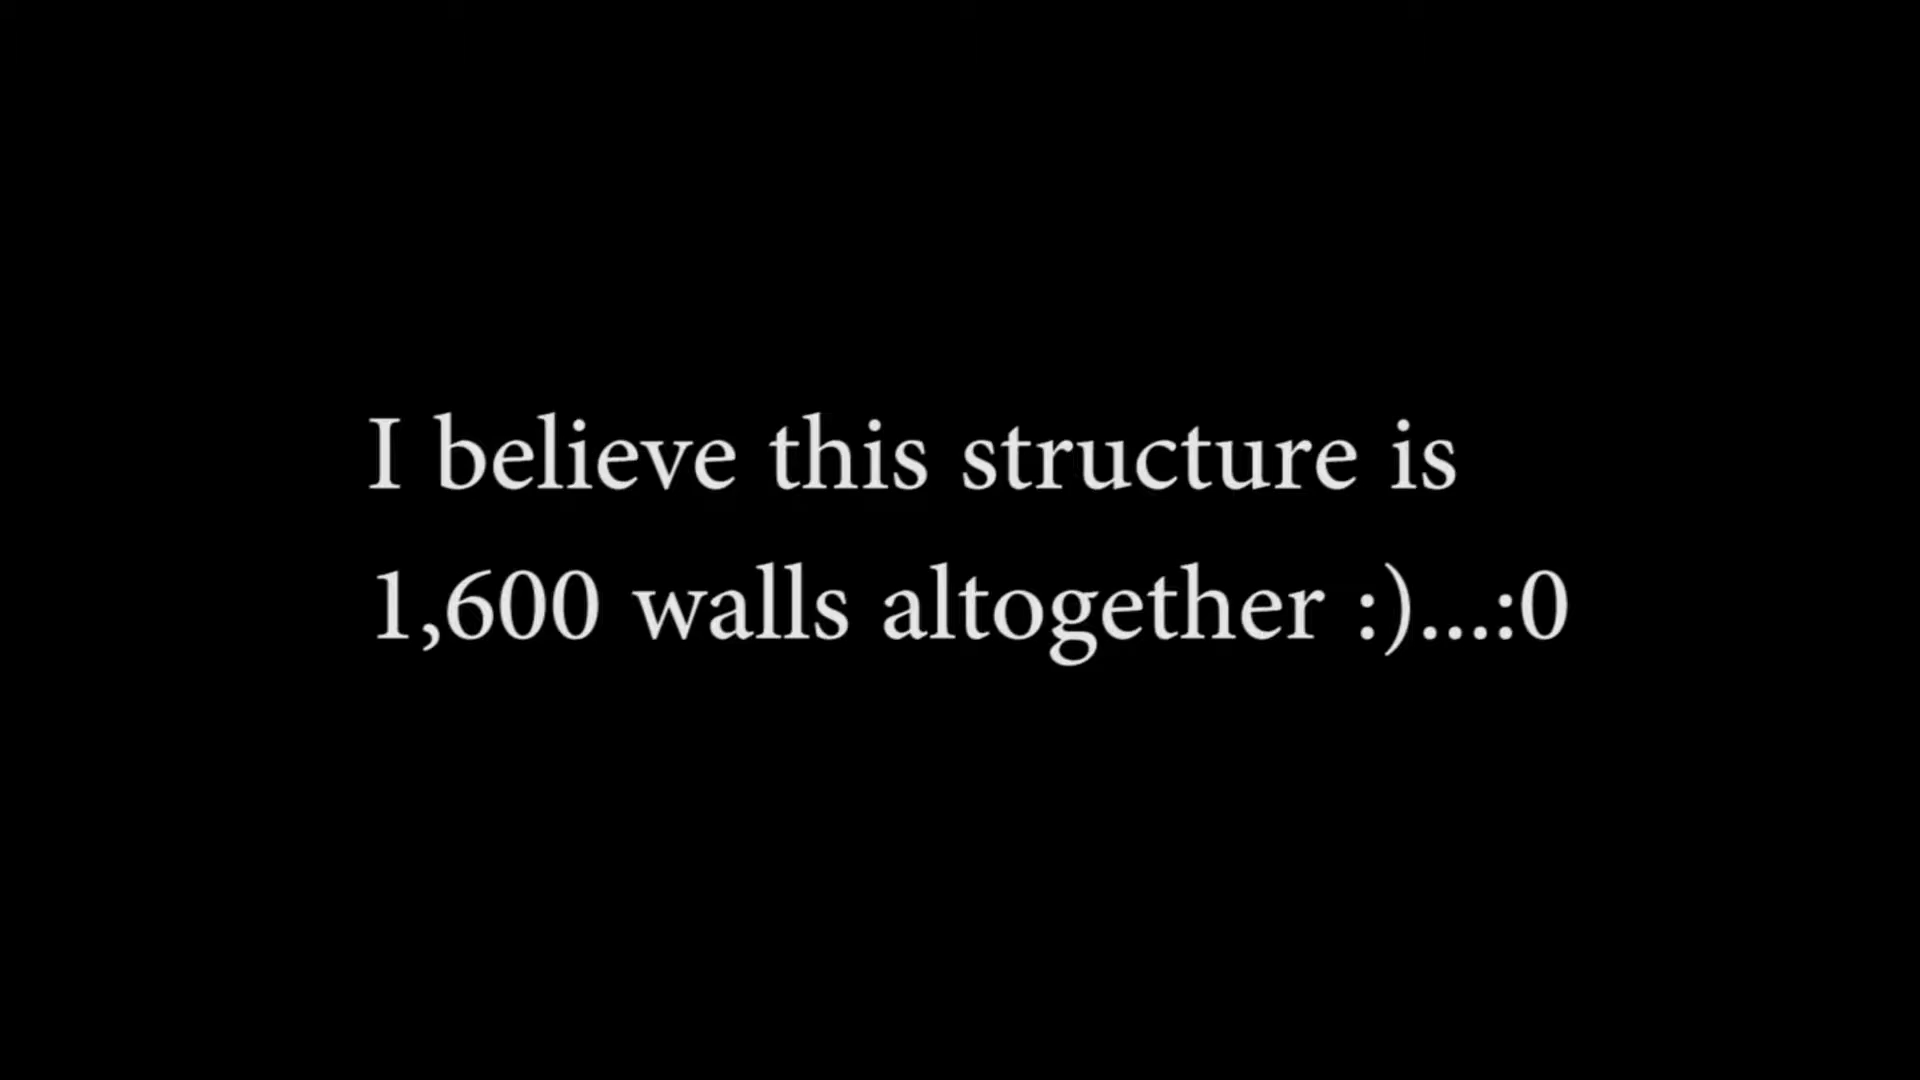 I believe this structure is
1,600 walls altogether :)...:0